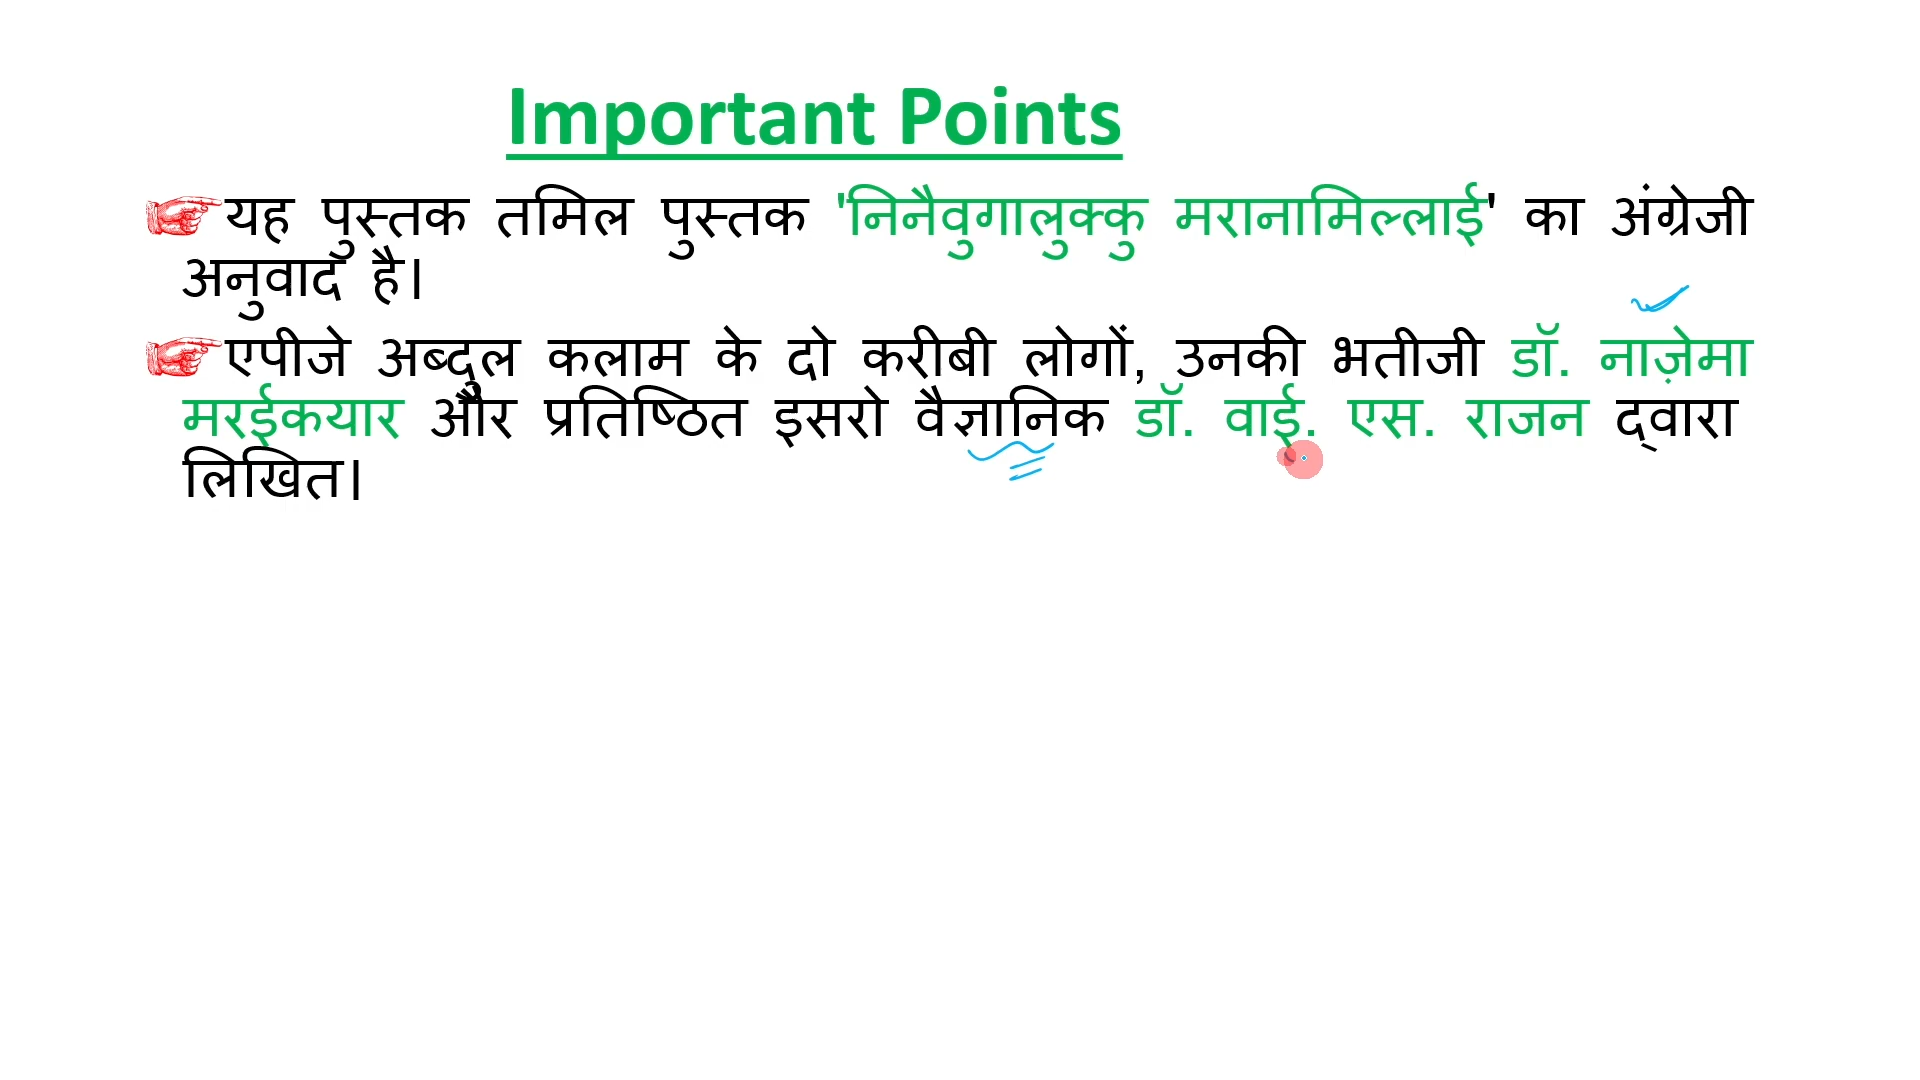 Important Points
यह पुस्तक तमिल पुस्तक 'निनैवुगालुक्कु मरानामिल्लाई' का अंग्रेजी
अनुवाद है।
एपीजे अब्दुल कलाम के दो करीबी लोगों, उनकी भतीजी डॉ. नाज़ेमा
मरईकयार और प्रतिष्ठित इसरो वैज्ञानिक डॉ. वाई. एस. राजन द्वारा
लिखित।